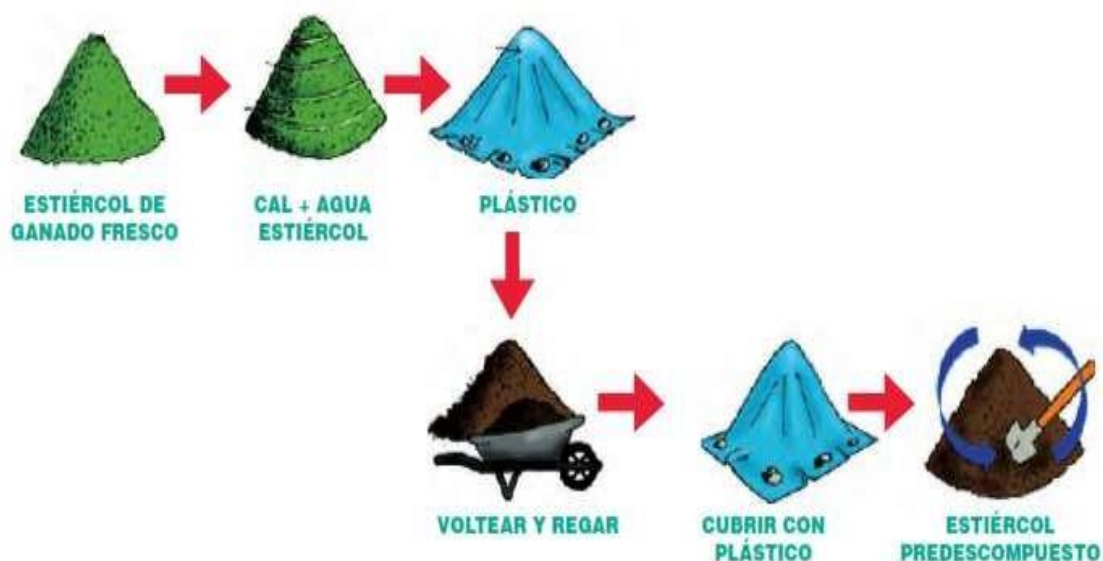 ESTIÉRCOL DE
GANADO FRESCO
CAL + AGUA
ESTIÉRCOL
PLÁSTICO
VOLTEAR Y REGAR
CUBRIR CON
PLÁSTICO
ESTIÉRCOL
PREDESCOMPUESTO